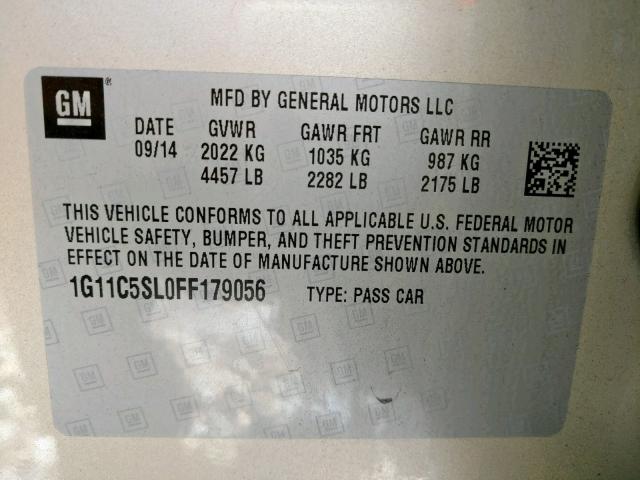 GM®
MFD BY GENERAL MOTORS LLC
DATE GVWR GAWR FRT GAWR RR
09/14 2022 KG 1035 KG 987 KG
4457 LB 2282 LB 2175 LB
THIS VEHICLE CONFORMS TO ALL APPLICABLE U.S. FEDERAL MOTOR
VEHICLE SAFETY, BUMPER, AND THEFT PREVENTION STANDARDS IN
EFFECT ON THE DATE OF MANUFACTURE SHOWN ABOVE.
1G11C5SL0FF179056 TYPE: PASS CAR